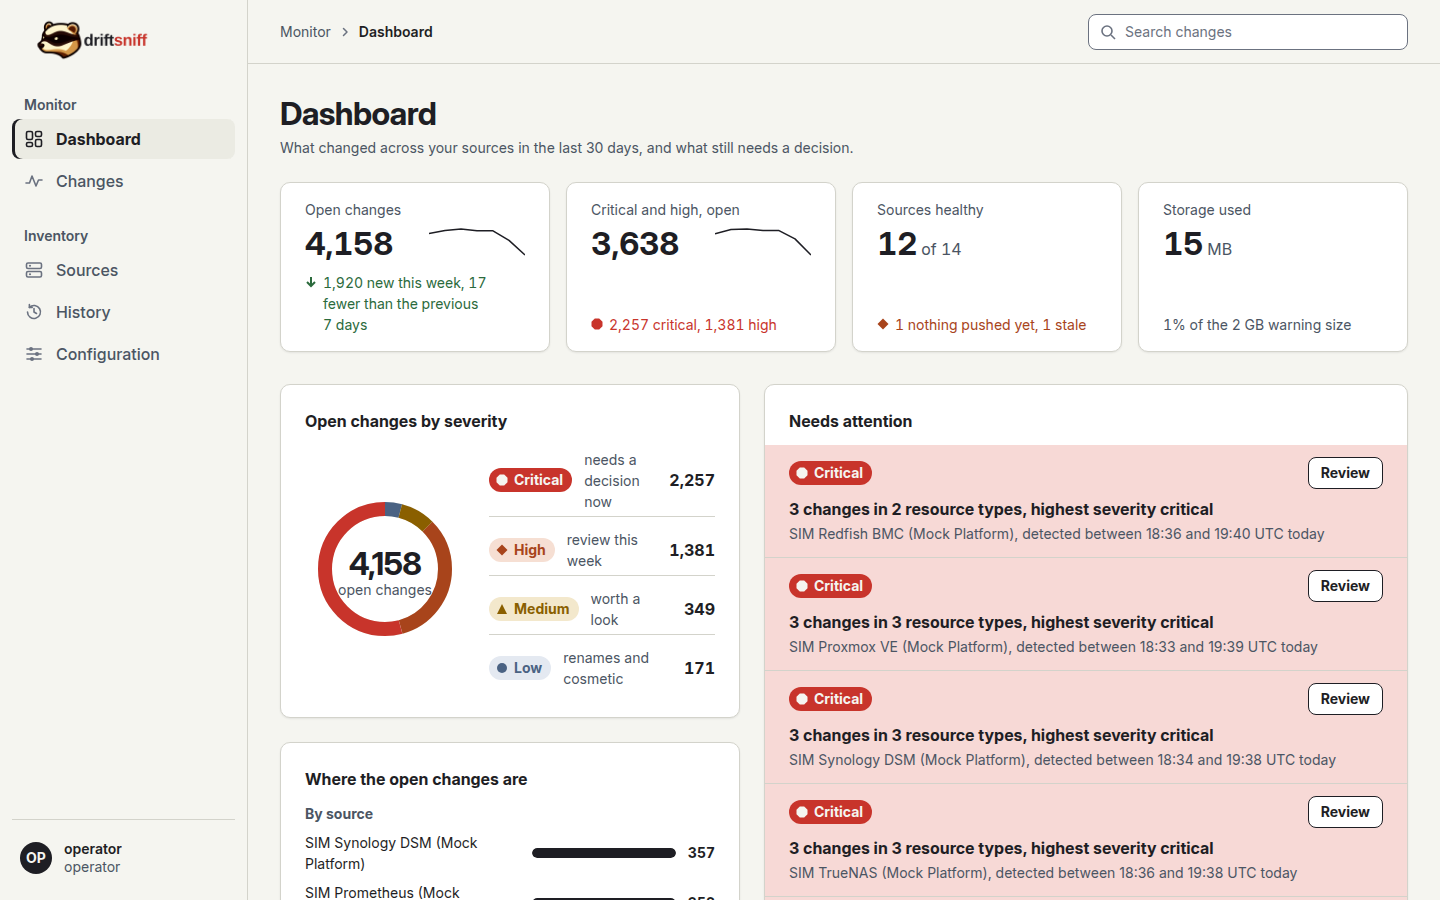 driftsniff
Monitor
Dashboard
Changes
Inventory
Sources
History
Configuration
OP
operator
operator
Monitor > Dashboard
Search changes
Dashboard
What changed across your sources in the last 30 days, and what still needs a decision.
Open changes
4,158
1,920 new this week, 17
fewer than the previous
7 days
Critical and high, open
3,638
2,257 critical, 1,381 high
Sources healthy
12 of 14
1 nothing pushed yet, 1 stale
Storage used
15 MB
1% of the 2 GB warning size
Open changes by severity
4,158
open changes
Critical needs a decision now 2,257
High review this week 1,381
Medium worth a look 349
Low renames and cosmetic 171
Where the open changes are
By source
SIM Synology DSM (Mock
Platform)
357
SIM Prometheus (Mock
Needs attention
Critical
Review
3 changes in 2 resource types, highest severity critical
SIM Redfish BMC (Mock Platform), detected between 18:36 and 19:40 UTC today
Critical
Review
3 changes in 3 resource types, highest severity critical
SIM Proxmox VE (Mock Platform), detected between 18:33 and 19:39 UTC today
Critical
Review
3 changes in 3 resource types, highest severity critical
SIM Synology DSM (Mock Platform), detected between 18:34 and 19:38 UTC today
Critical
Review
3 changes in 3 resource types, highest severity critical
SIM TrueNAS (Mock Platform), detected between 18:36 and 19:38 UTC today